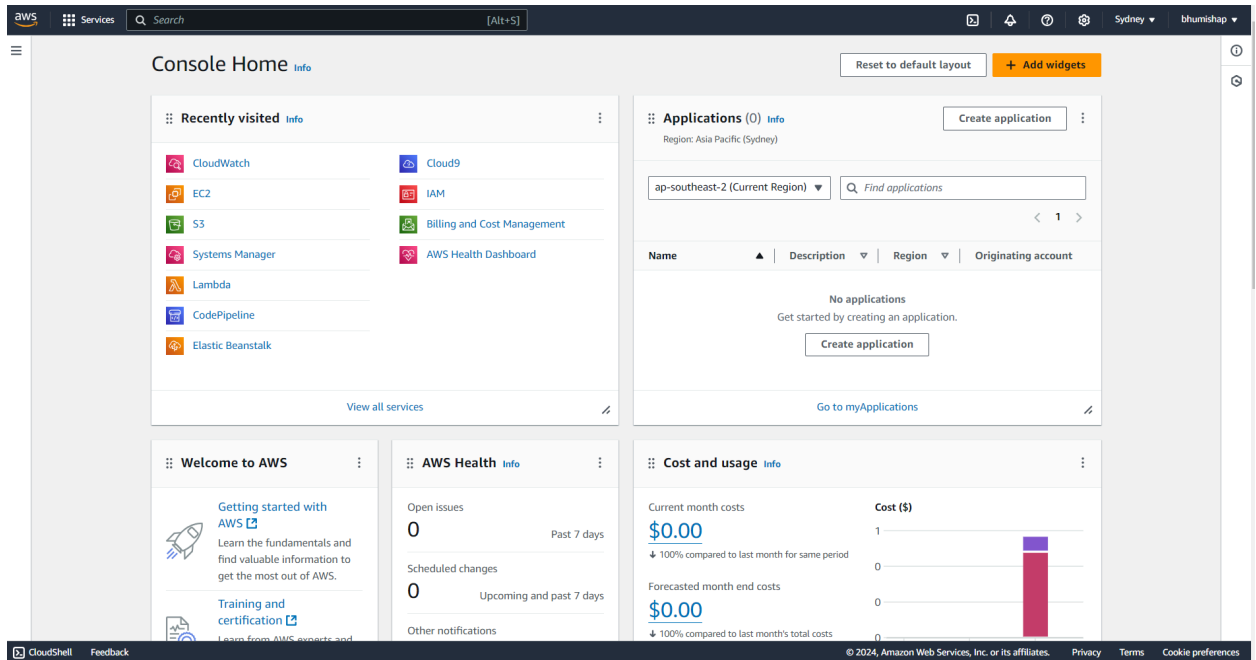 aws
Services
Search
[Alt+S]
Sydney ▼
bhumishap ▼
Console Home Info
Reset to default layout
+ Add widgets
Recently visited Info
CloudWatch
EC2
S3
Systems Manager
Lambda
CodePipeline
Elastic Beanstalk
Cloud9
IAM
Billing and Cost Management
AWS Health Dashboard
View all services
Applications (0) Info
Region: Asia Pacific (Sydney)
Create application
ap-southeast-2 (Current Region) ▼
Find applications
< 1 >
Name ▲ Description ▽ Region ▽ Originating account
No applications
Get started by creating an application.
Create application
Go to myApplications
Welcome to AWS
Getting started with
AWS
Learn the fundamentals and
find valuable information to
get the most out of AWS.
Training and
certification
Learn from AWS experts and
AWS Health Info
Open issues
0
Past 7 days
Scheduled changes
0
Upcoming and past 7 days
Other notifications
Cost and usage Info
Current month costs
$0.00
↓ 100% compared to last month for same period
Forecasted month end costs
$0.00
↓ 100% compared to last month's total costs
Cost ($)
1
0
0
0
CloudShell
Feedback
© 2024, Amazon Web Services, Inc. or its affiliates.
Privacy
Terms
Cookie preferences